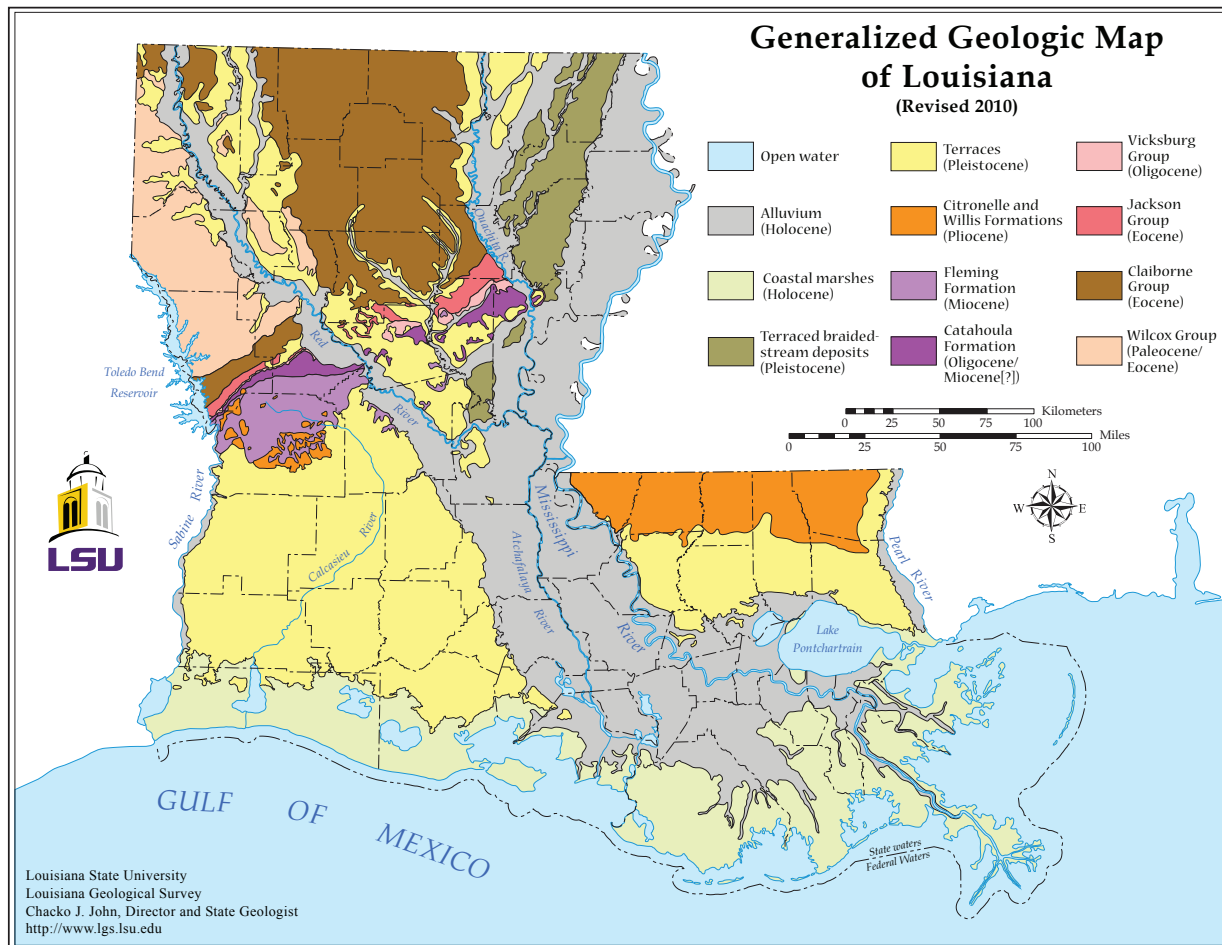 Generalized Geologic Map
of Louisiana
(Revised 2010)
Open water
Alluvium
(Holocene)
Coastal marshes
(Holocene)
Terraced braided-
stream deposits
(Pleistocene)
Terraces
(Pleistocene)
Citronelle and
Willis Formations
(Pliocene)
Fleming
Formation
(Miocene)
Catahoula
Formation
(Oligocene/
Miocene[?])
Vicksburg
Group
(Oligocene)
Jackson
Group
(Eocene)
Claiborne
Group
(Eocene)
Wilcox Group
(Paleocene/
Eocene)
0 25 50 75 100 Kilometers
0 25 50 75 100 Miles
N
W E
S
Ouachita R.
Red
River
Toledo Bend
Reservoir
Sabine River
LSU
Calcasieu River
Mississippi
River
Atchafalaya
River
Pearl River
Lake
Pontchartrain
GULF OF MEXICO
State waters
Federal Waters
Louisiana State University
Louisiana Geological Survey
Chacko J. John, Director and State Geologist
http://www.lgs.lsu.edu